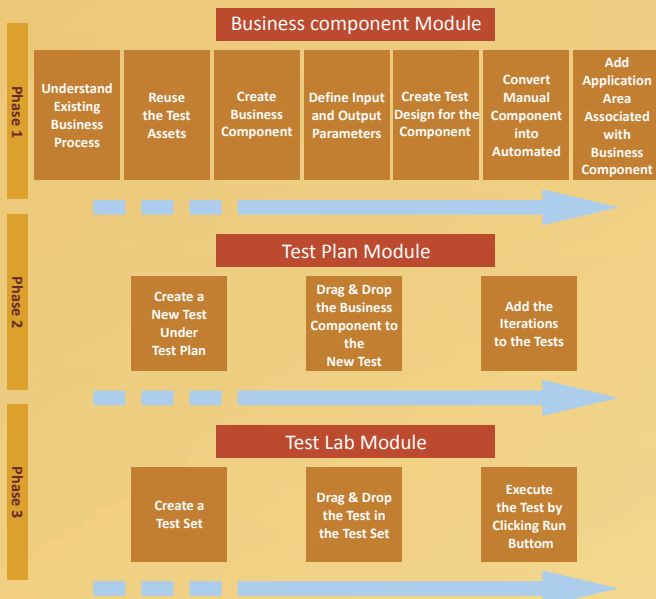 Business component Module
Phase 1
Understand
Existing
Business
Process
Reuse
the Test
Assets
Create
Business
Component
Define Input
and Output
Parameters
Create Test
Design for the
Component
Convert
Manual
Component
into
Automated
Add
Application
Area
Associated
with
Business
Component
Test Plan Module
Phase 2
Create a
New Test
Under
Test Plan
Drag & Drop
the Business
Component to
the
New Test
Add the
Iterations
to the Tests
Test Lab Module
Phase 3
Create a
Test Set
Drag & Drop
the Test in
the Test Set
Execute
the Test by
Clicking Run
Buttom